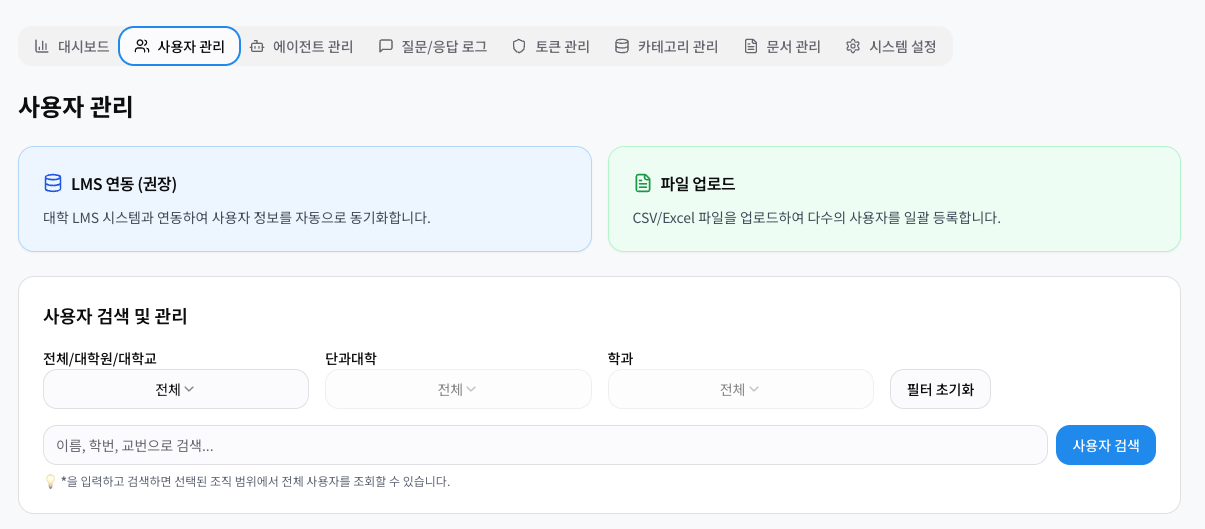 대시보드 사용자 관리 에이전트 관리 질문/응답 로그 토큰 관리 카테고리 관리 문서 관리 시스템 설정
사용자 관리
LMS 연동 (권장)
대학 LMS 시스템과 연동하여 사용자 정보를 자동으로 동기화합니다.
파일 업로드
CSV/Excel 파일을 업로드하여 다수의 사용자를 일괄 등록합니다.
사용자 검색 및 관리
전체/대학원/대학교 단과대학 학과
전체 전체 전체 필터 초기화
이름, 학번, 교번으로 검색... 사용자 검색
💡 *을 입력하고 검색하면 선택된 조직 범위에서 전체 사용자를 조회할 수 있습니다.